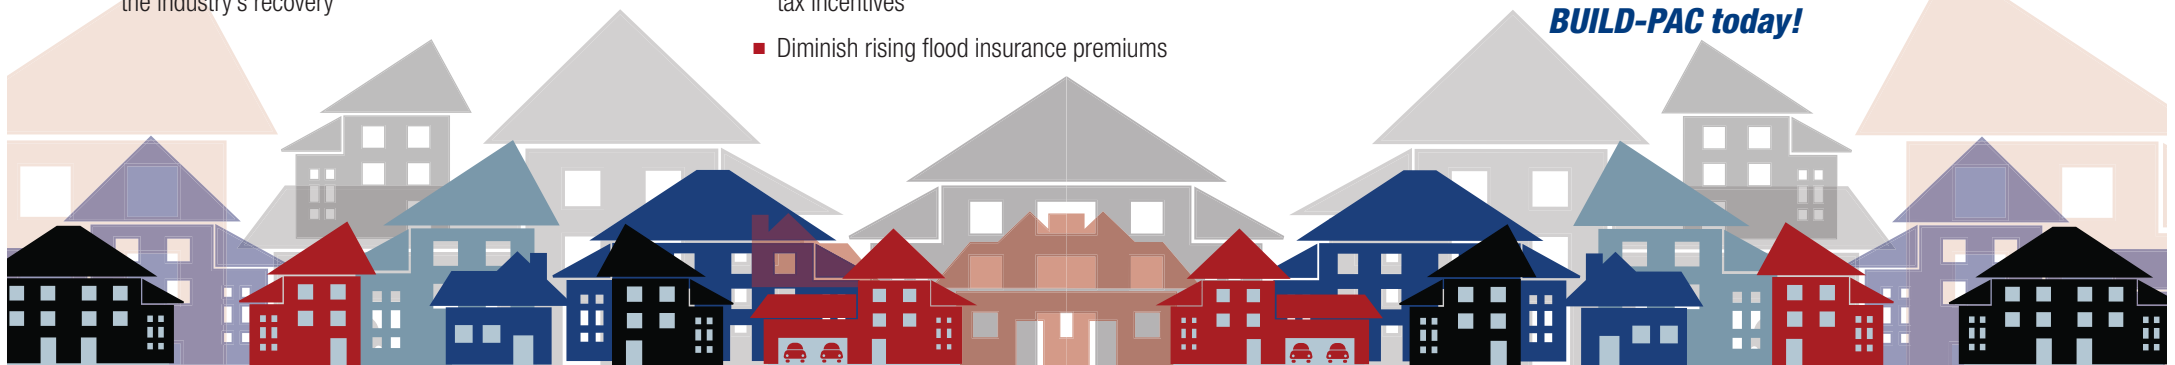 the industry's recovery
tax incentives
■ Diminish rising flood insurance premiums
BUILD-PAC today!